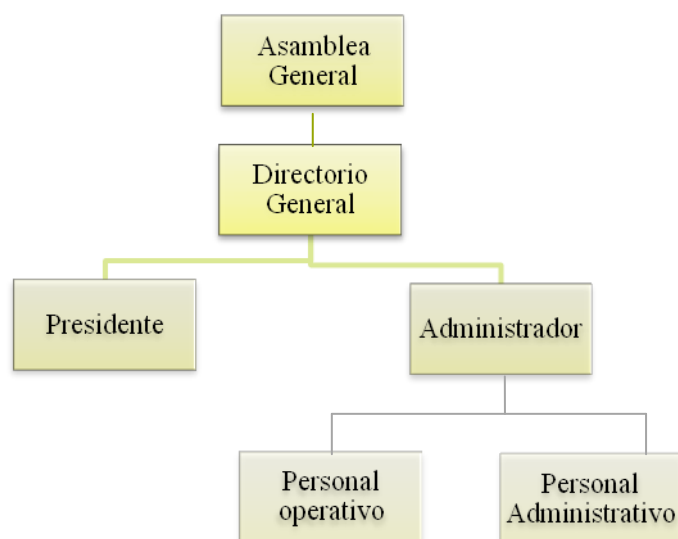 Asamblea
General
Directorio
General
Presidente
Administrador
Personal
operativo
Personal
Administrativo